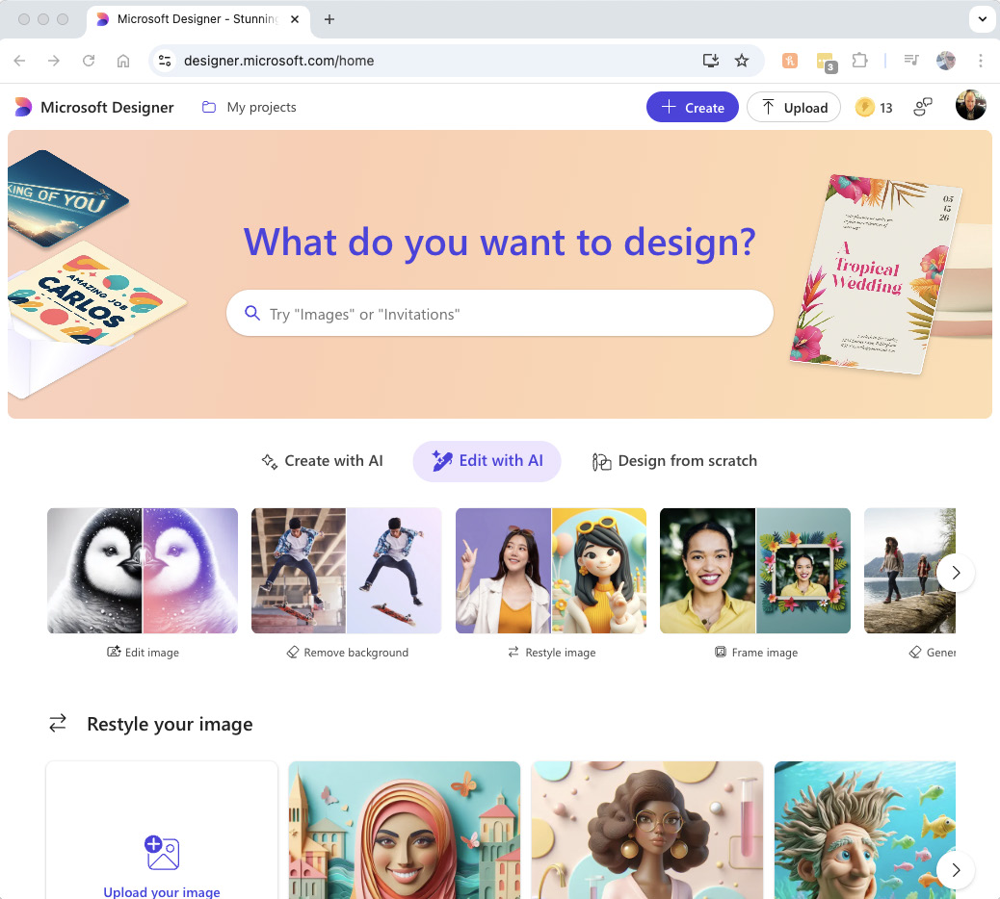 Microsoft Designer - Stunning
designer.microsoft.com/home
3
Microsoft Designer
My projects
Create
Upload
13
KING OF YOU
AMAZING JOB
CARLOS
What do you want to design?
Try "Images" or "Invitations"
05
15
26
A
Tropical
Wedding
Create with AI
Edit with AI
Design from scratch
Edit image
Remove background
Restyle image
Frame image
Gener
Restyle your image
Upload your image